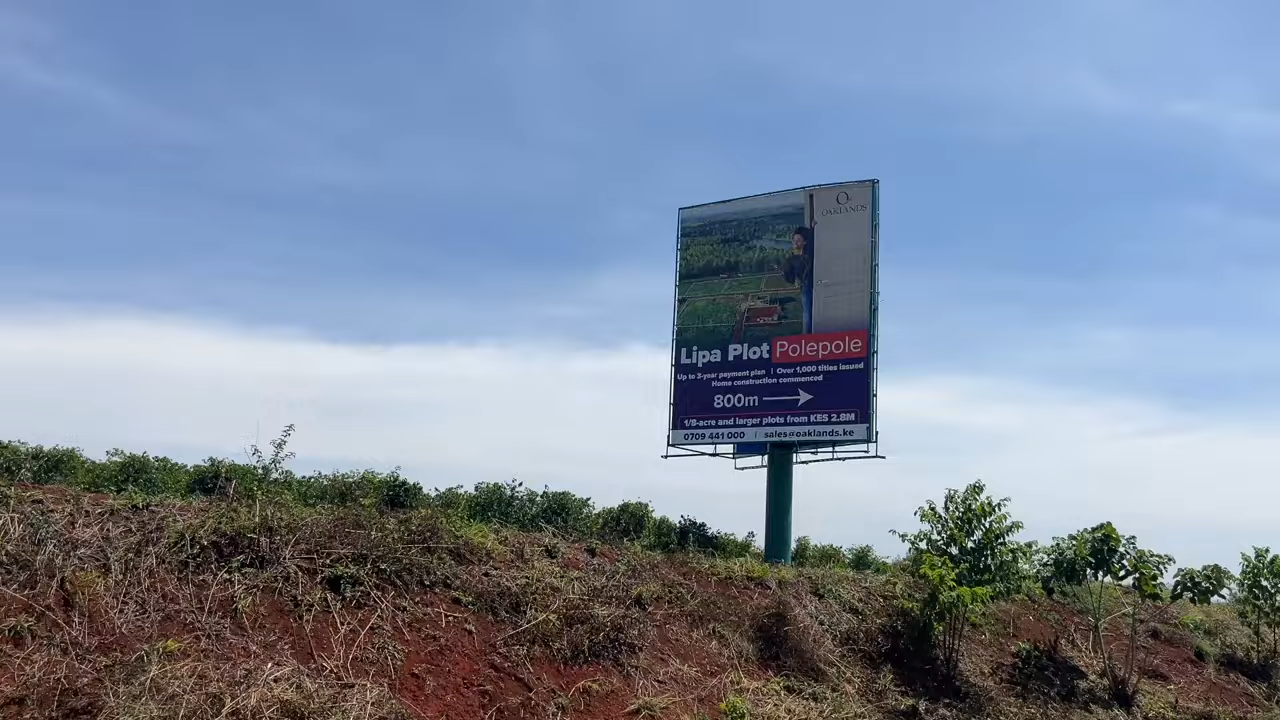 OAKLANDS
Lipa Plot Polepole
Up to 3-year payment plan | Over 1,000 titles issued
Home construction commenced
800m
1/8-acre and larger plots from KES 2.8M
0709 441 000 | sales@oaklands.ke